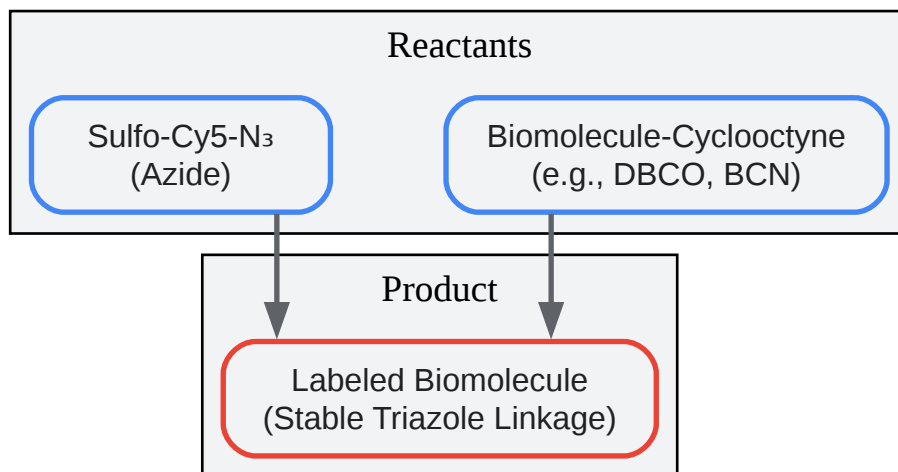 Reactants
Sulfo-Cy5-N₃
(Azide)
Biomolecule-Cyclooctyne
(e.g., DBCO, BCN)
Product
Labeled Biomolecule
(Stable Triazole Linkage)